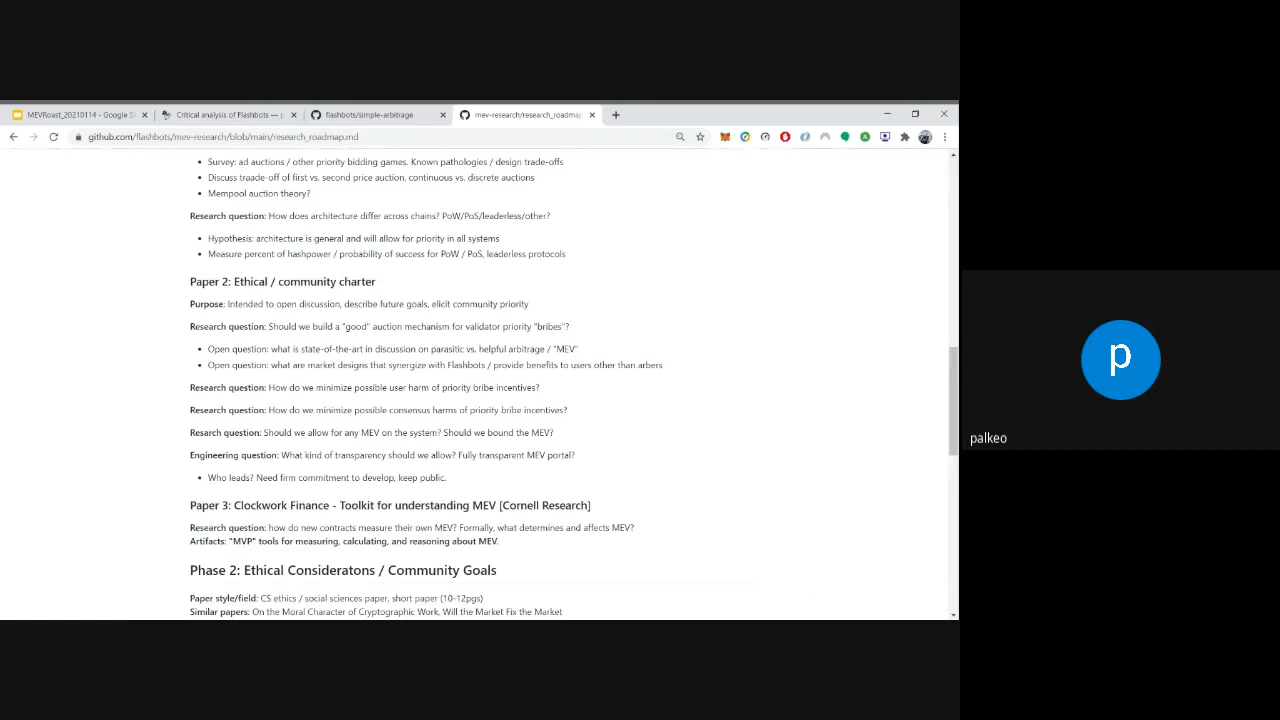 MEVRoast_20210114 - Google Sl
Critical analysis of Flashbots — p
flashbots/simple-arbitrage
mev-research/research_roadmap
github.com/flashbots/mev-research/blob/main/research_roadmap.md
Survey: ad auctions / other priority bidding games. Known pathologies / design trade-offs
Discuss traade-off of first vs. second price auction, continuous vs. discrete auctions
Mempool auction theory?
Research question: How does architecture differ across chains? PoW/PoS/leaderless/other?
Hypothesis: architecture is general and will allow for priority in all systems
Measure percent of hashpower / probability of success for PoW / PoS, leaderless protocols
Paper 2: Ethical / community charter
Purpose: Intended to open discussion, describe future goals, elicit community priority
Research question: Should we build a "good" auction mechanism for validator priority "bribes"?
Open question: what is state-of-the-art in discussion on parasitic vs. helpful arbitrage / "MEV"
Open question: what are market designs that synergize with Flashbots / provide benefits to users other than arbers
Research question: How do we minimize possible user harm of priority bribe incentives?
Research question: How do we minimize possible consensus harms of priority bribe incentives?
Resarch question: Should we allow for any MEV on the system? Should we bound the MEV?
Engineering question: What kind of transparency should we allow? Fully transparent MEV portal?
Who leads? Need firm commitment to develop, keep public.
Paper 3: Clockwork Finance - Toolkit for understanding MEV [Cornell Research]
Research question: how do new contracts measure their own MEV? Formally, what determines and affects MEV?
Artifacts: "MVP" tools for measuring, calculating, and reasoning about MEV.
Phase 2: Ethical Consideratons / Community Goals
Paper style/field: CS ethics / social sciences paper, short paper (10-12pgs)
Similar papers: On the Moral Character of Cryptographic Work, Will the Market Fix the Market
p
palkeo